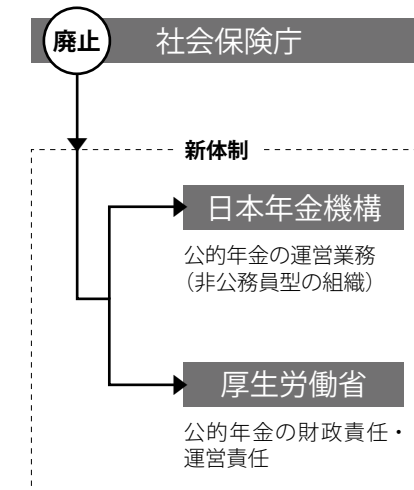 廃止 社会保険庁
新体制
日本年金機構
公的年金の運営業務
（非公務員型の組織）
厚生労働省
公的年金の財政責任・
運営責任